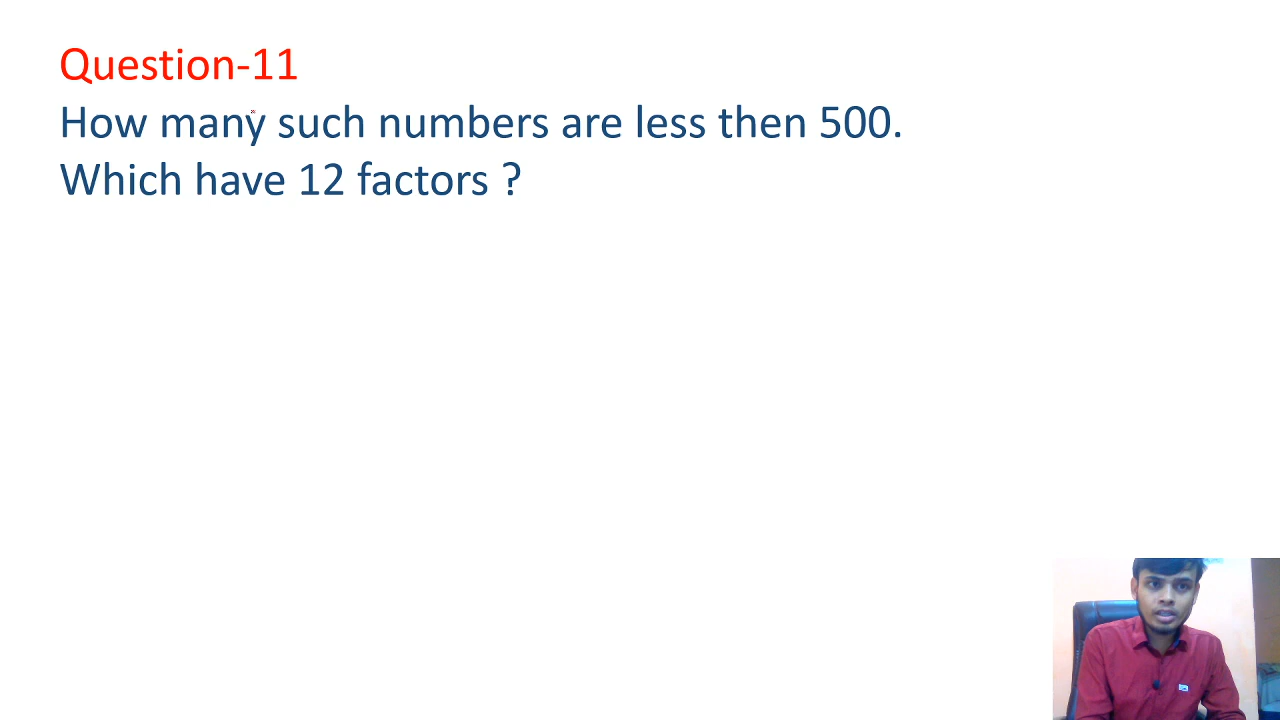 Question-11
How many such numbers are less then 500.
Which have 12 factors ?